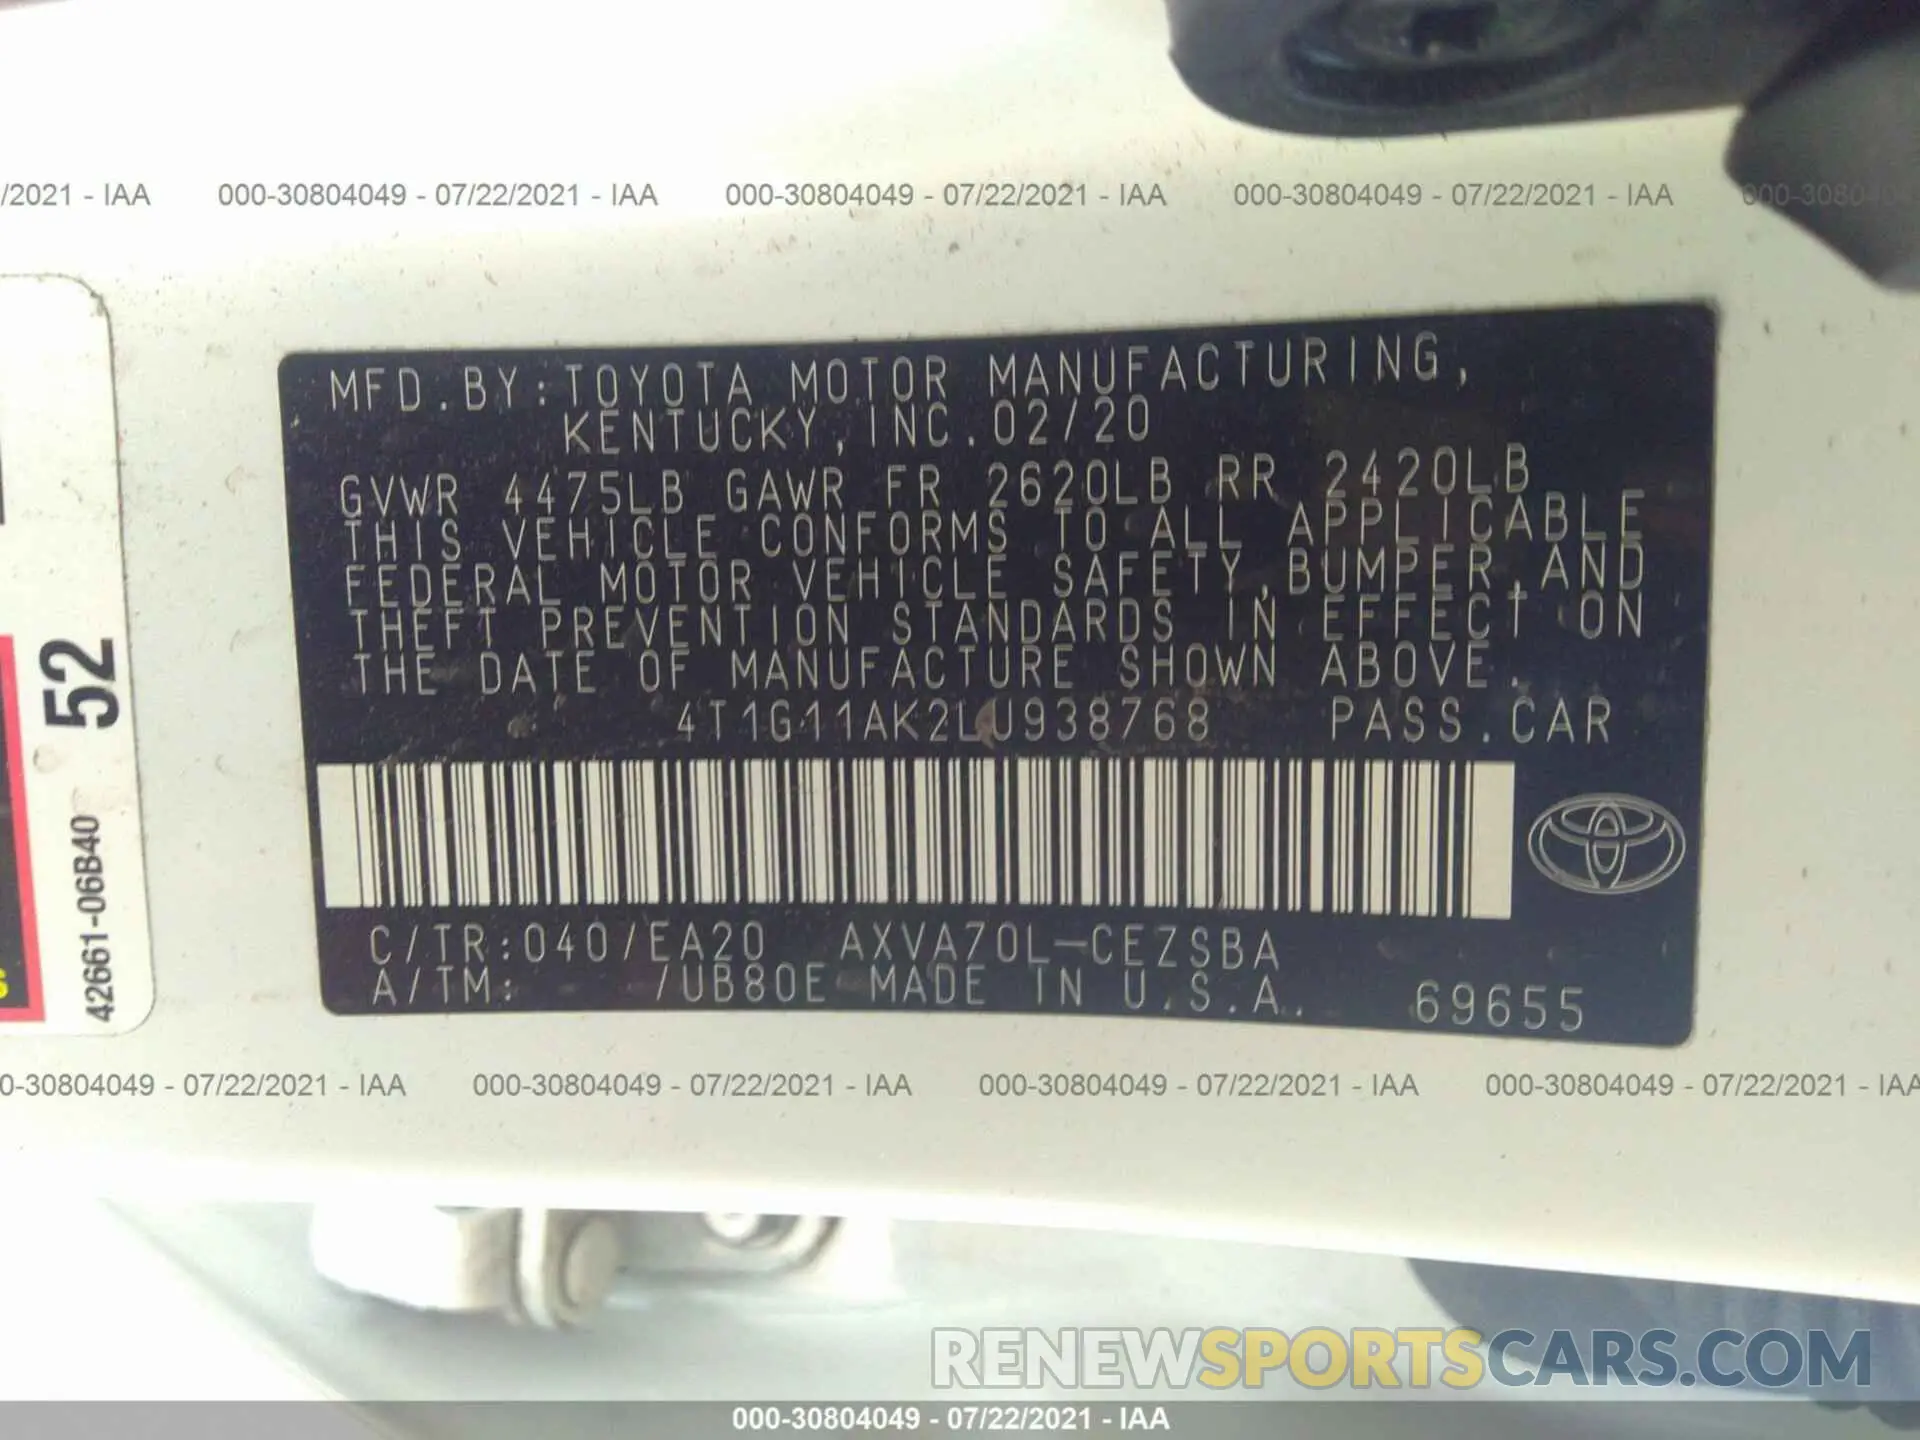 /2021 - IAA 000-30804049 - 07/22/2021 - IAA 000-30804049 - 07/22/2021 - IAA 000-30804049 - 07/22/2021 - IAA 000-308040
MFD.BY:TOYOTA MOTOR MANUFACTURING,
KENTUCKY,INC.02/20
GVWR 4475LB GAWR FR 2620LB RR 2420LB
THIS VEHICLE CONFORMS TO ALL APPLICABLE
FEDERAL MOTOR VEHICLE SAFETY,BUMPER,AND
THEFT PREVENTION STANDARDS IN EFFECT ON
THE DATE OF MANUFACTURE SHOWN ABOVE.
4T1G11AK2LU938768 PASS.CAR
C/TR:040/EA20 AXVA70L-CEZSBA
A/TM: /UB80E MADE IN U.S.A. 69655
52
42661-06B40
0-30804049 - 07/22/2021 - IAA 000-30804049 - 07/22/2021 - IAA 000-30804049 - 07/22/2021 - IAA 000-30804049 - 07/22/2021 - IAA
RENEWSPORTSCARS.COM
000-30804049 - 07/22/2021 - IAA